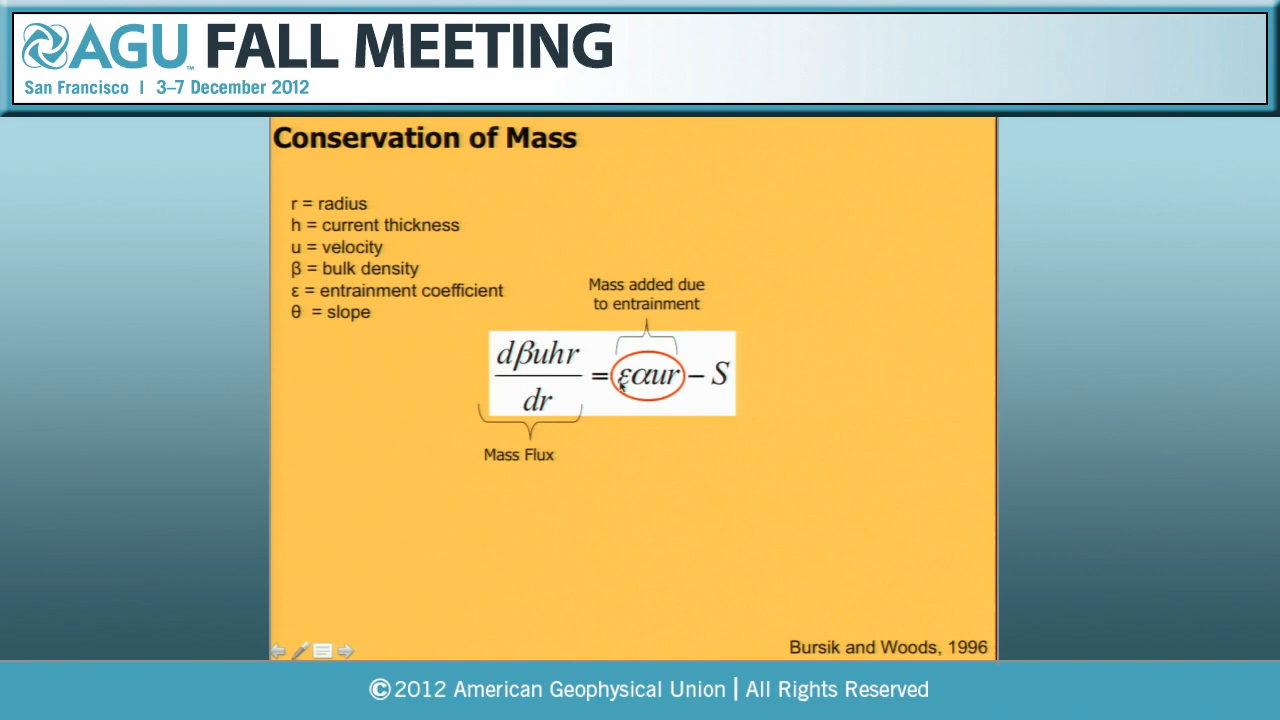 AGU FALL MEETING
San Francisco | 3–7 December 2012
Conservation of Mass
r = radius
h = current thickness
u = velocity
β = bulk density
ε = entrainment coefficient
θ = slope
Mass added due
to entrainment
dβuhr
dr
= εαur − S
Mass Flux
Bursik and Woods, 1996
©2012 American Geophysical Union | All Rights Reserved